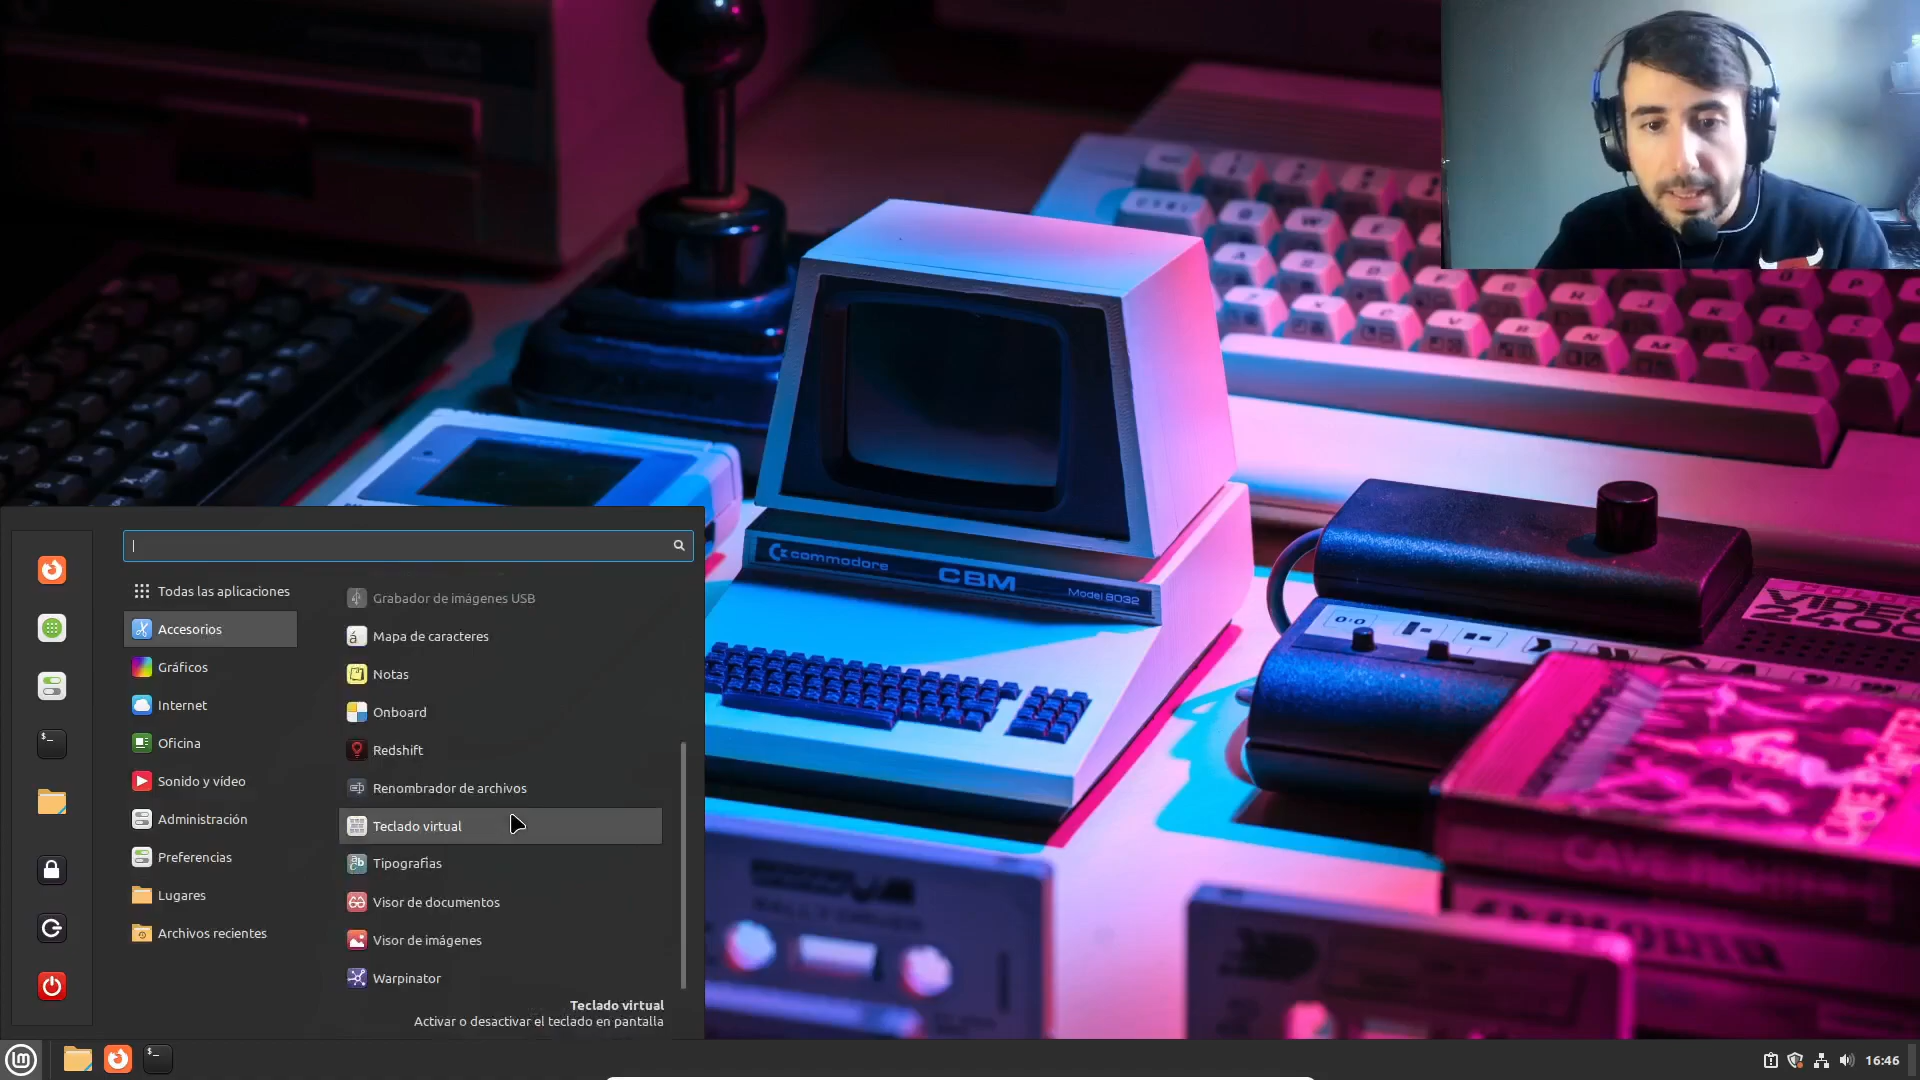 commodore
CBM
Model 8032
VIDEO
2400
Todas las aplicaciones
Accesorios
Gráficos
Internet
Oficina
Sonido y vídeo
Administración
Preferencias
Lugares
Archivos recientes
Grabador de imágenes USB
Mapa de caracteres
Notas
Onboard
Redshift
Renombrador de archivos
Teclado virtual
Tipografías
Visor de documentos
Visor de imágenes
Warpinator
Teclado virtual
Activar o desactivar el teclado en pantalla
16:46